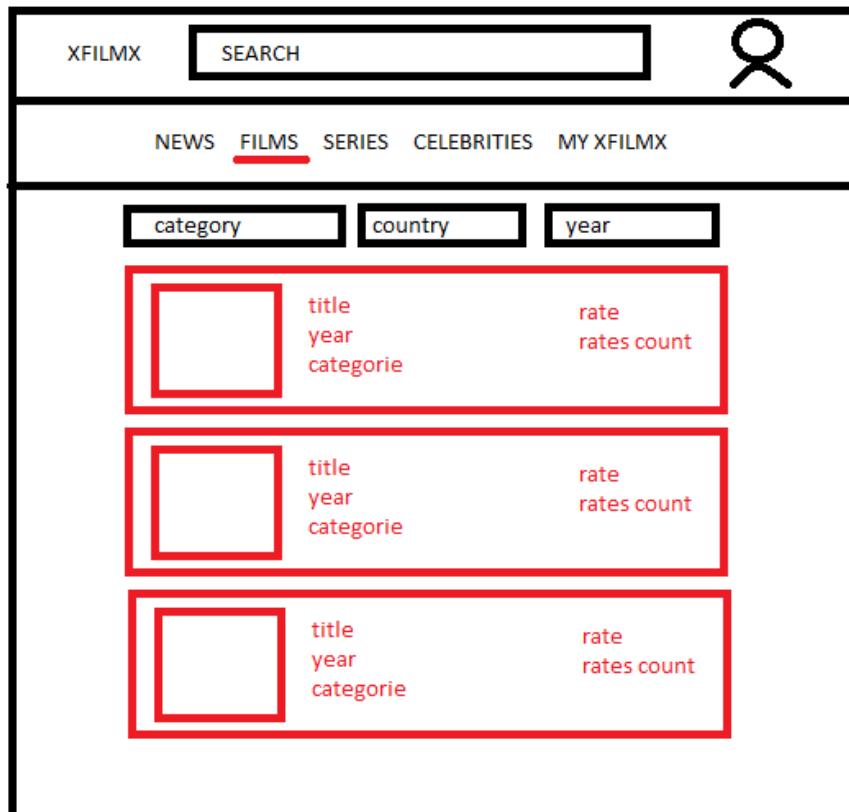 XFILMX SEARCH
NEWS FILMS SERIES CELEBRITIES MY XFILMX
category country year
title
year
categorie
rate
rates count
title
year
categorie
rate
rates count
title
year
categorie
rate
rates count